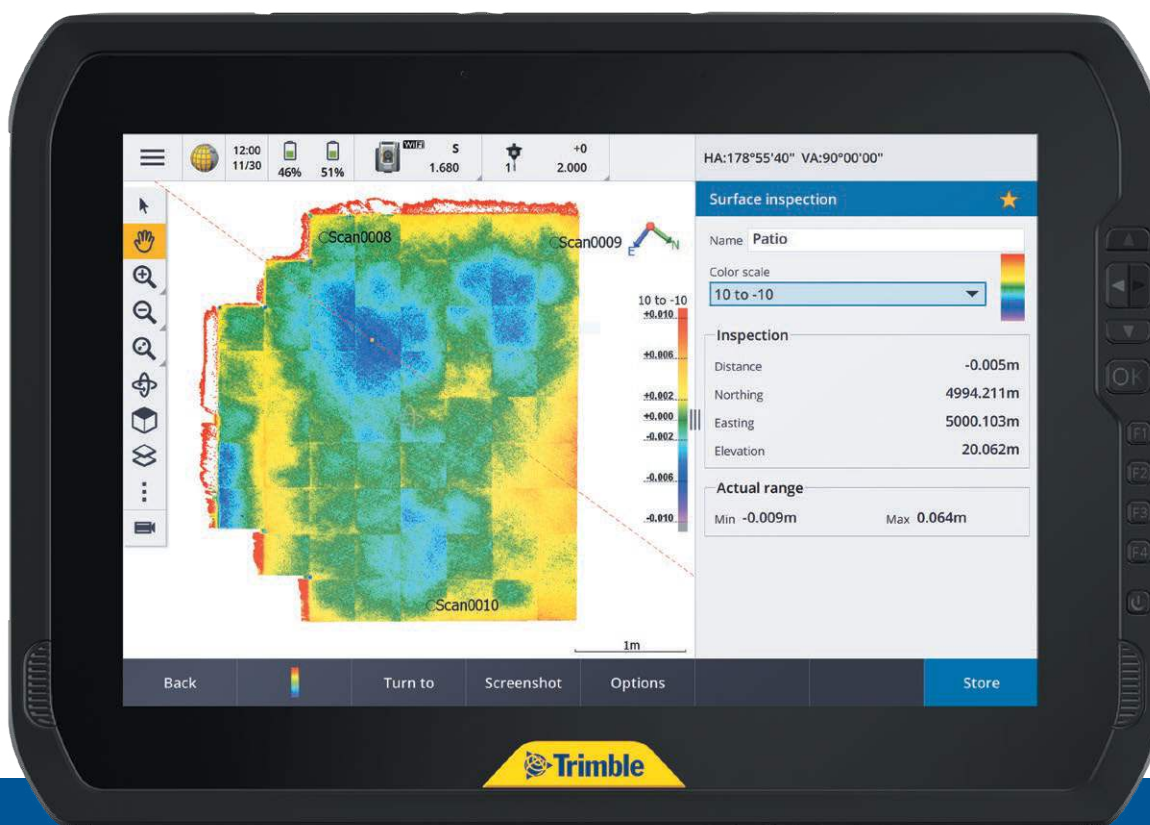 12:00
11/30
46%
51%
WIFI
S
1.680
1
+0
2.000
HA:178°55'40" VA:90°00'00"
Surface inspection
Name Patio
Color scale
10 to -10
Inspection
Distance -0.005m
Northing 4994.211m
Easting 5000.103m
Elevation 20.062m
Actual range
Min -0.009m Max 0.064m
Scan0008
Scan0009
E
N
10 to -10
+0.010
+0.006
+0.002
+0.000
-0.002
-0.006
-0.010
Scan0010
1m
Back Turn to Screenshot Options Store
OK
F1
F2
F3
F4
Trimble